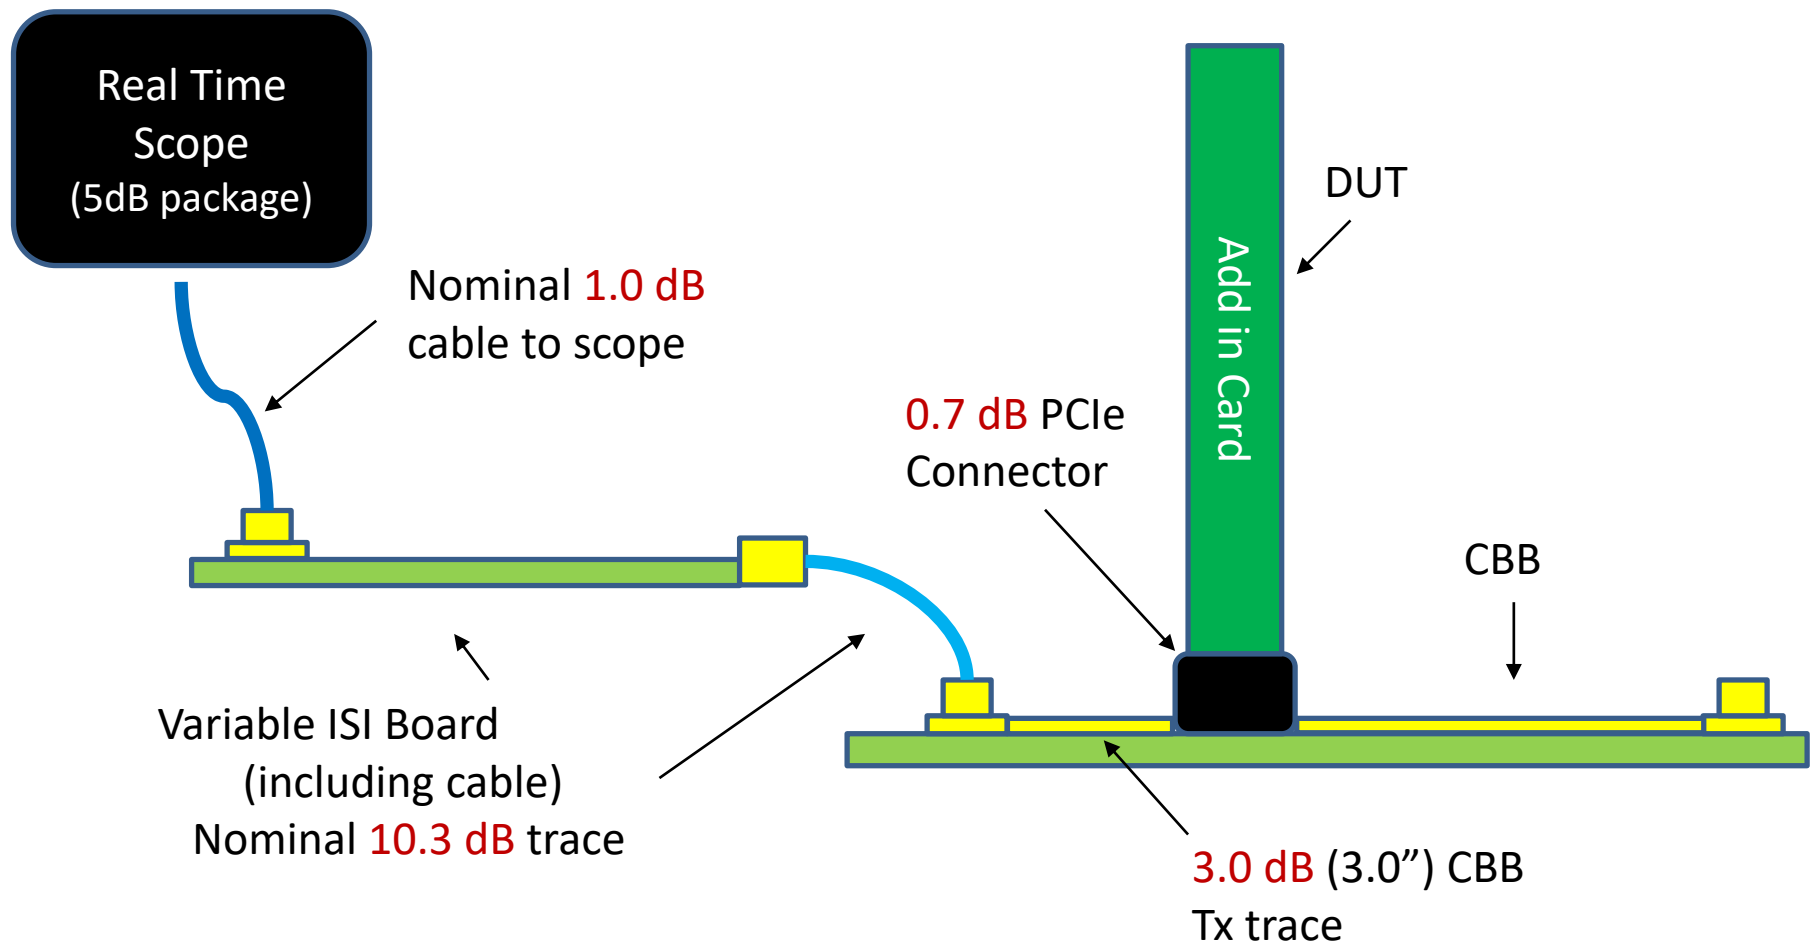 Real Time
Scope
(5dB package)
DUT
Nominal 1.0 dB
cable to scope
Add in Card
0.7 dB PCIe
Connector
CBB
Variable ISI Board
(including cable)
Nominal 10.3 dB trace
3.0 dB (3.0”) CBB
Tx trace